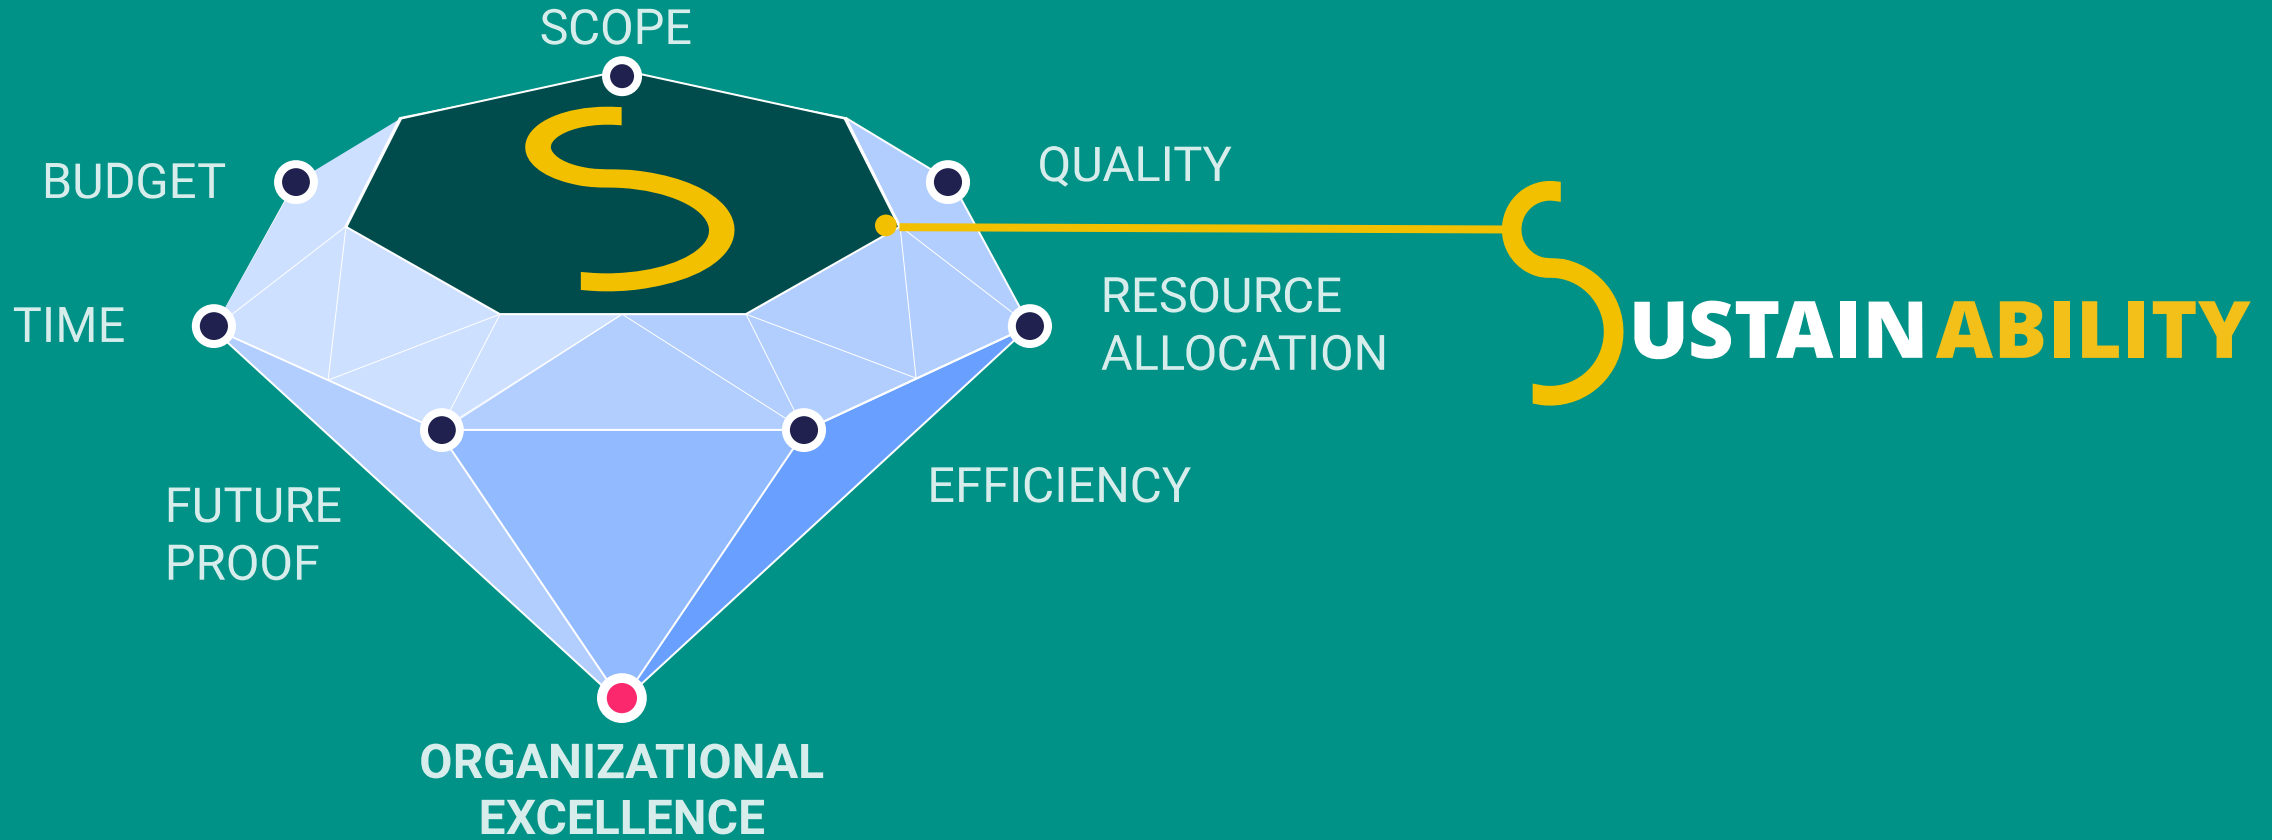 SCOPE
BUDGET
QUALITY
S
TIME
RESOURCE
ALLOCATION
SUSTAINABILITY
FUTURE
PROOF
EFFICIENCY
ORGANIZATIONAL
EXCELLENCE